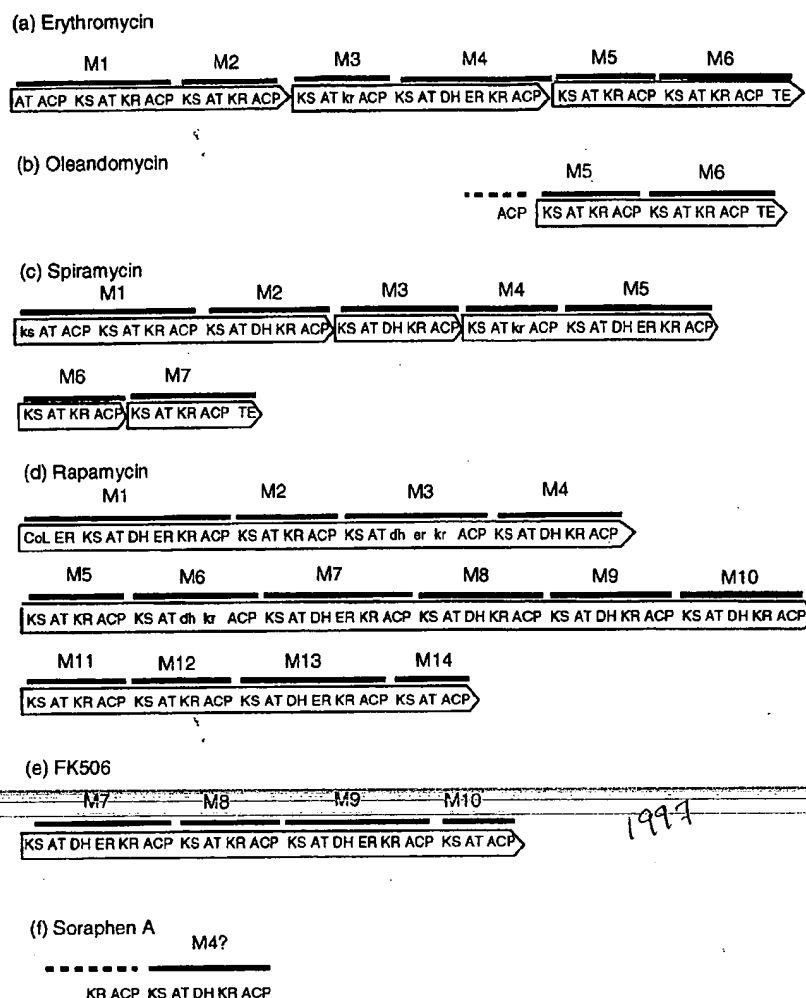 (a) Erythromycin
M1 M2 M3 M4 M5 M6
AT ACP KS AT KR ACP KS AT KR ACP KS AT kr ACP KS AT DH ER KR ACP KS AT KR ACP KS AT KR ACP TE
(b) Oleandomycin
M5 M6
ACP KS AT KR ACP KS AT KR ACP TE
(c) Spiramycin
M1 M2 M3 M4 M5
ks AT ACP KS AT KR ACP KS AT DH KR ACP KS AT DH KR ACP KS AT kr ACP KS AT DH ER KR ACP
M6 M7
KS AT KR ACP KS AT KR ACP TE
(d) Rapamycin
M1 M2 M3 M4
CoL ER KS AT DH ER KR ACP KS AT KR ACP KS AT dh er kr ACP KS AT DH KR ACP
M5 M6 M7 M8 M9 M10
KS AT KR ACP KS AT dh kr ACP KS AT DH ER KR ACP KS AT DH KR ACP KS AT DH KR ACP KS AT DH KR ACP
M11 M12 M13 M14
KS AT KR ACP KS AT KR ACP KS AT DH ER KR ACP KS AT ACP
(e) FK506
M7 M8 M9 M10
KS AT DH ER KR ACP KS AT KR ACP KS AT DH ER KR ACP KS AT ACP
1997
(f) Soraphen A
M4?
KR ACP KS AT DH KR ACP